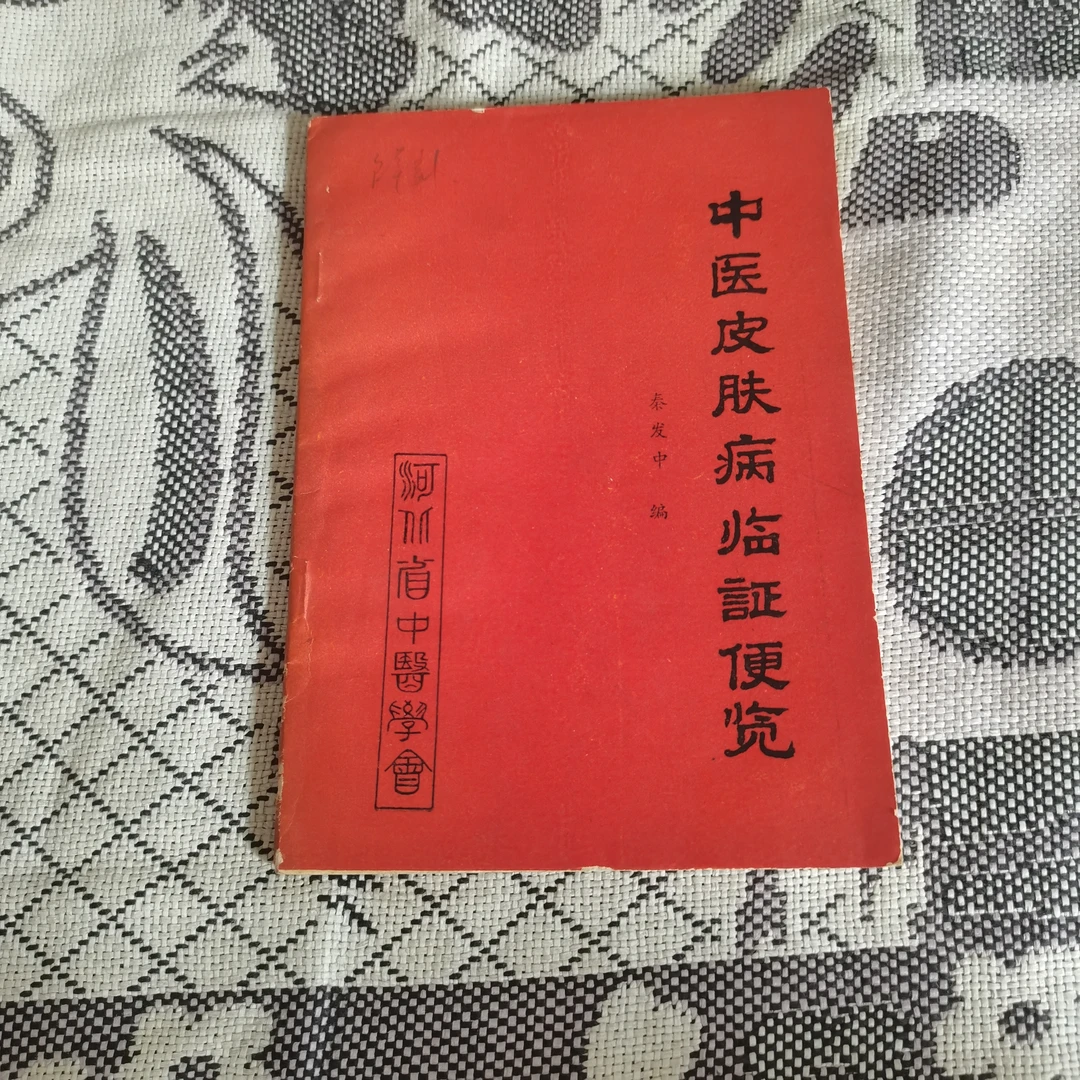 中医皮肤病临証便览
秦发中 编
河北省中醫學會